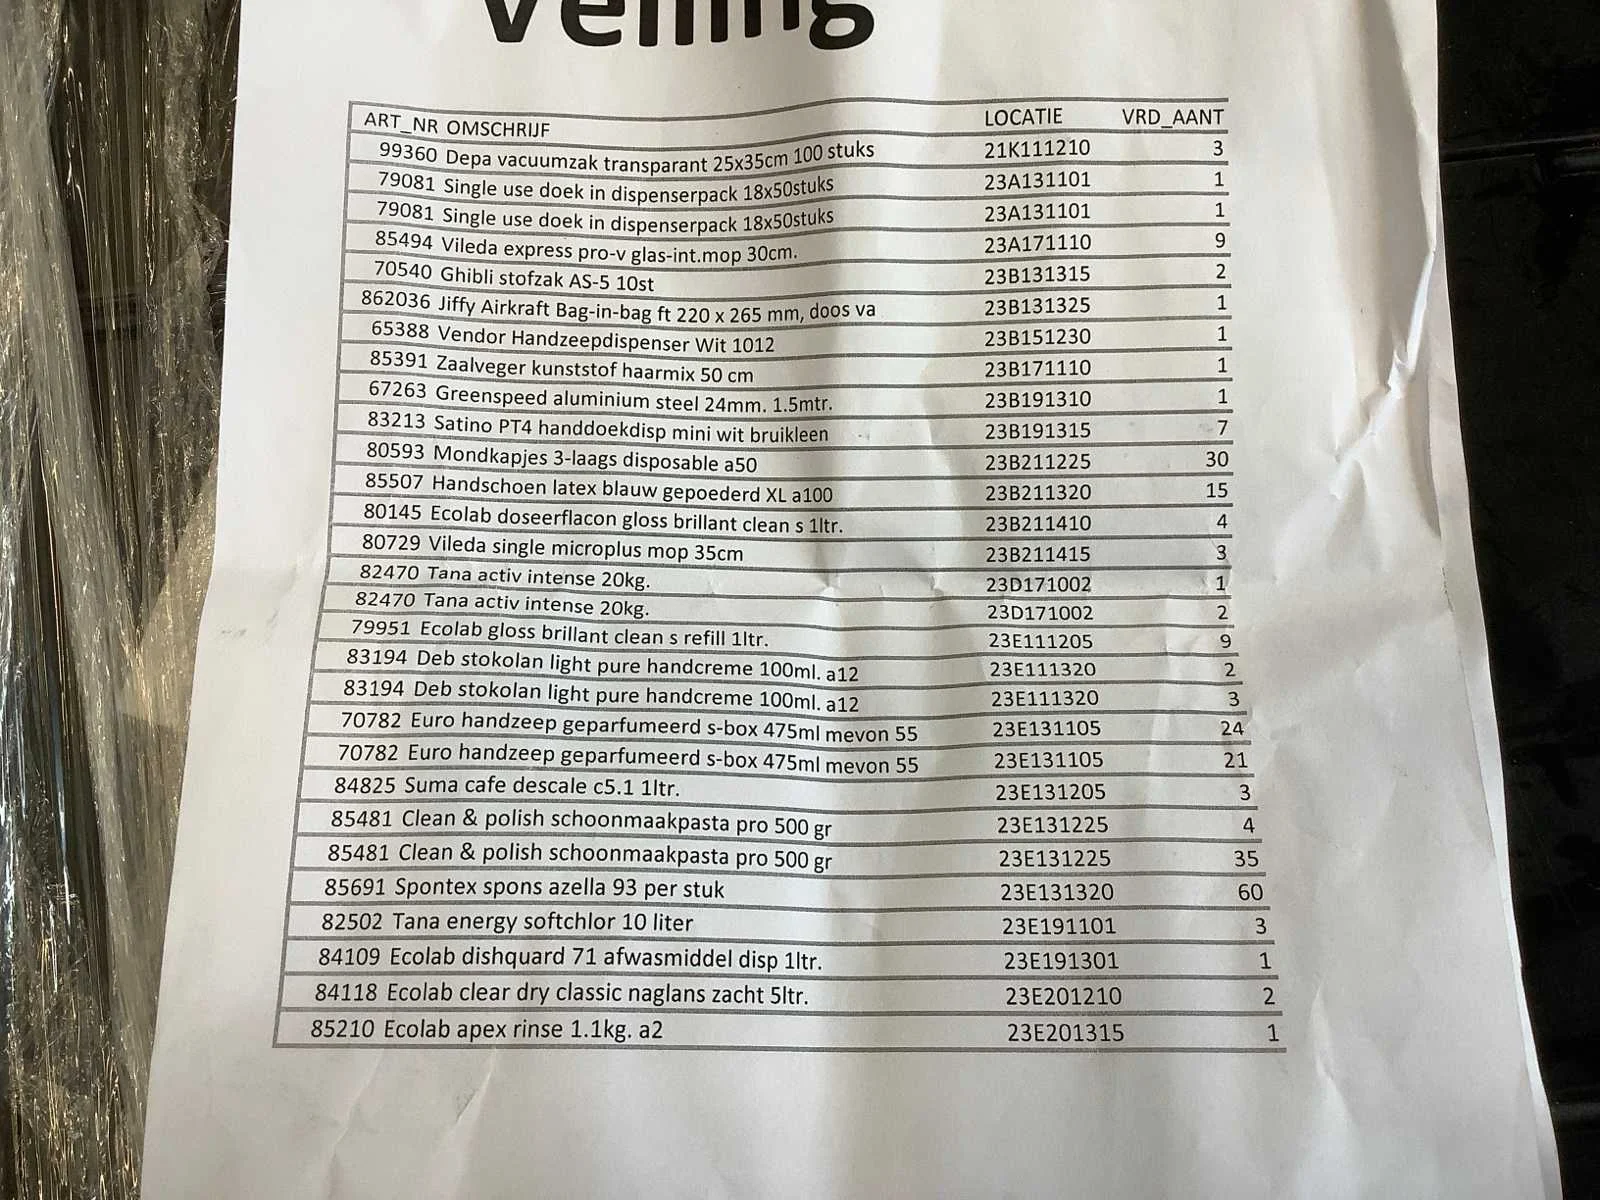 Veiling
ART_NR OMSCHRIJF LOCATIE VRD_AANT
99360 Depa vacuumzak transparant 25x35cm 100 stuks 21K111210 3
79081 Single use doek in dispenserpack 18x50stuks 23A131101 1
79081 Single use doek in dispenserpack 18x50stuks 23A131101 1
85494 Vileda express pro-v glas-int.mop 30cm. 23A171110 9
70540 Ghibli stofzak AS-5 10st 23B131315 2
862036 Jiffy Airkraft Bag-in-bag ft 220 x 265 mm, doos va 23B131325 1
65388 Vendor Handzeepdispenser Wit 1012 23B151230 1
85391 Zaalveger kunststof haarmix 50 cm 23B171110 1
67263 Greenspeed aluminium steel 24mm. 1.5mtr. 23B191310 1
83213 Satino PT4 handdoekdisp mini wit bruikleen 23B191315 7
80593 Mondkapjes 3-laags disposable a50 23B211225 30
85507 Handschoen latex blauw gepoederd XL a100 23B211320 15
80145 Ecolab doseerflacon gloss brillant clean s 1ltr. 23B211410 4
80729 Vileda single microplus mop 35cm 23B211415 3
82470 Tana activ intense 20kg. 23D171002 1
82470 Tana activ intense 20kg. 23D171002 2
79951 Ecolab gloss brillant clean s refill 1ltr. 23E111205 9
83194 Deb stokolan light pure handcreme 100ml. a12 23E111320 2
83194 Deb stokolan light pure handcreme 100ml. a12 23E111320 3
70782 Euro handzeep geparfumeerd s-box 475ml mevon 55 23E131105 24
70782 Euro handzeep geparfumeerd s-box 475ml mevon 55 23E131105 21
84825 Suma cafe descale c5.1 1ltr. 23E131205 3
85481 Clean & polish schoonmaakpasta pro 500 gr 23E131225 4
85481 Clean & polish schoonmaakpasta pro 500 gr 23E131225 35
85691 Spontex spons azella 93 per stuk 23E131320 60
82502 Tana energy softchlor 10 liter 23E191101 3
84109 Ecolab dishquard 71 afwasmiddel disp 1ltr. 23E191301 1
84118 Ecolab clear dry classic naglans zacht 5ltr. 23E201210 2
85210 Ecolab apex rinse 1.1kg. a2 23E201315 1